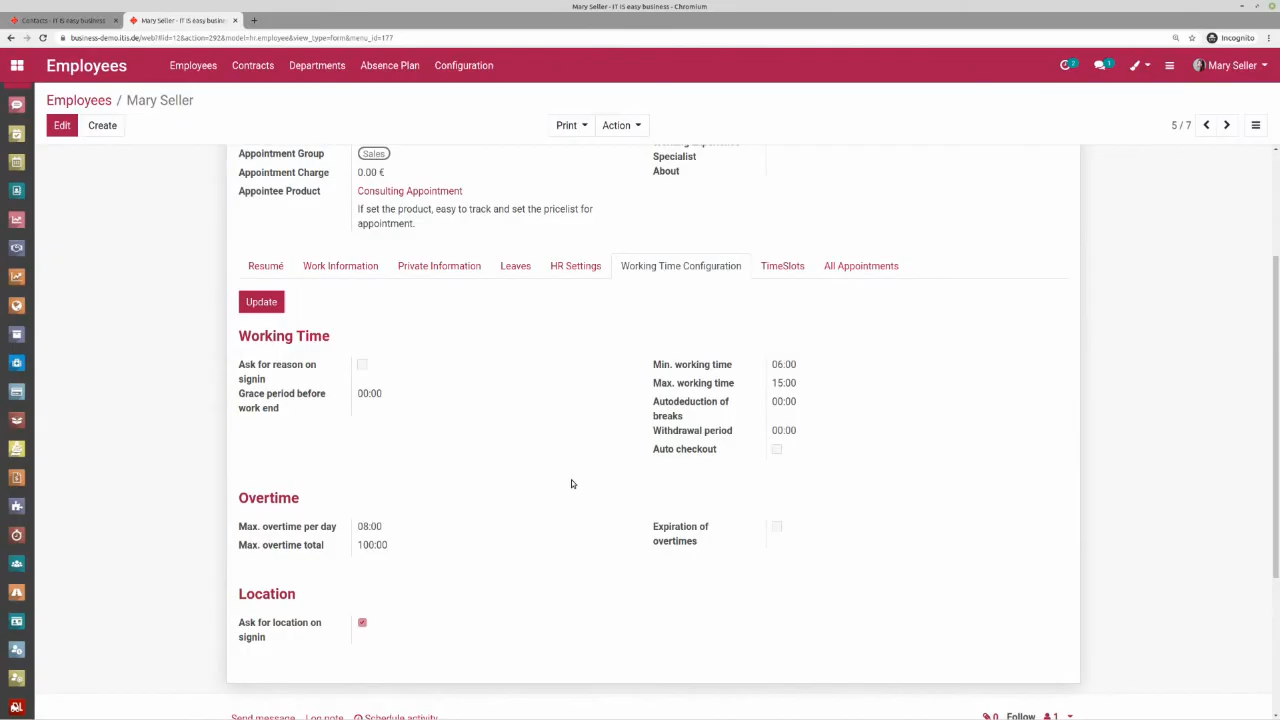 Mary Seller - IT IS easy business - Chromium
Contacts - IT IS easy business
Mary Seller - IT IS easy busin
business-demo.itis.de/web?#id=12&action=292&model=hr.employee&view_type=form&menu_id=177
Incognito
Employees
Employees
Contracts
Departments
Absence Plan
Configuration
2
1
Mary Seller
Employees / Mary Seller
Edit
Create
Print
Action
5 / 7
Appointment Group
Sales
Appointment Charge
0.00 €
Appointee Product
Consulting Appointment
If set the product, easy to track and set the pricelist for
appointment.
Specialist
About
Resumé
Work Information
Private Information
Leaves
HR Settings
Working Time Configuration
TimeSlots
All Appointments
Update
Working Time
Ask for reason on
signin
Grace period before
work end
00:00
Min. working time
06:00
Max. working time
15:00
Autodeduction of
breaks
00:00
Withdrawal period
00:00
Auto checkout
Overtime
Max. overtime per day
08:00
Max. overtime total
100:00
Expiration of
overtimes
Location
Ask for location on
signin
Send message
Log note
Schedule activity
0
Follow
1